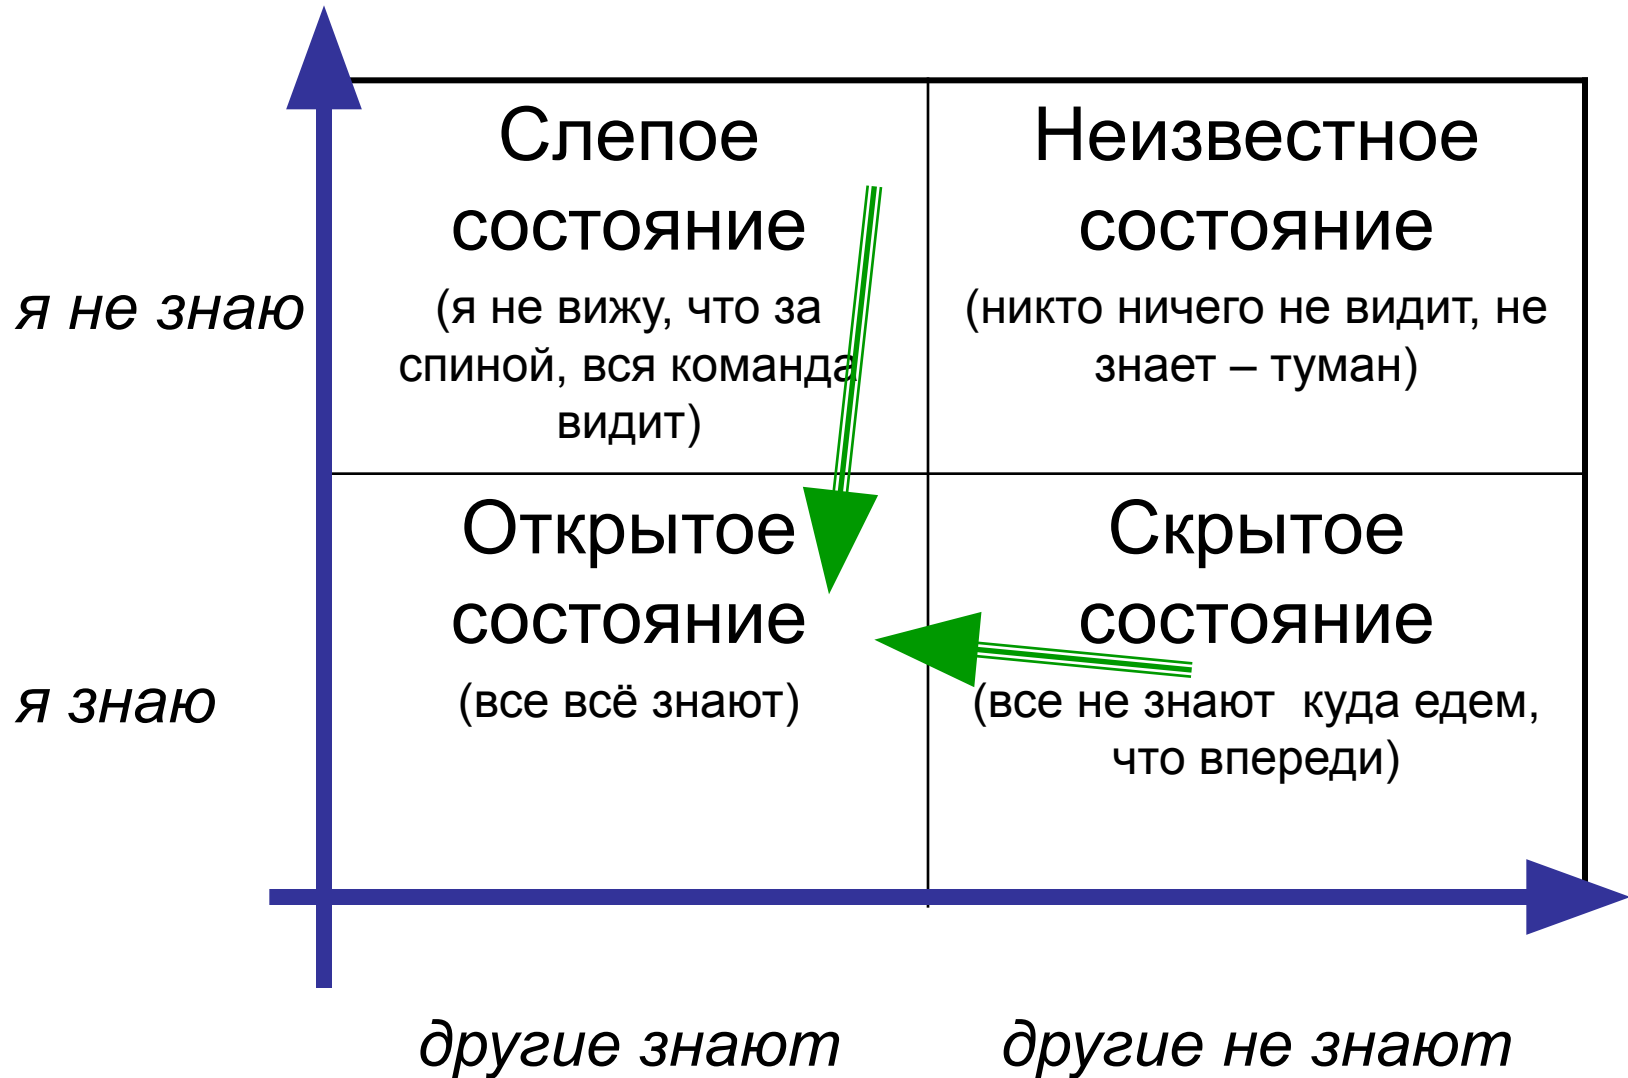 Слепое
состояние
(я не вижу, что за
спиной, вся команда
видит)
Неизвестное
состояние
(никто ничего не видит, не
знает – туман)
я не знаю
Открытое
состояние
(все всё знают)
Скрытое
состояние
(все не знают  куда едем,
что впереди)
я знаю
другие знают
другие не знают